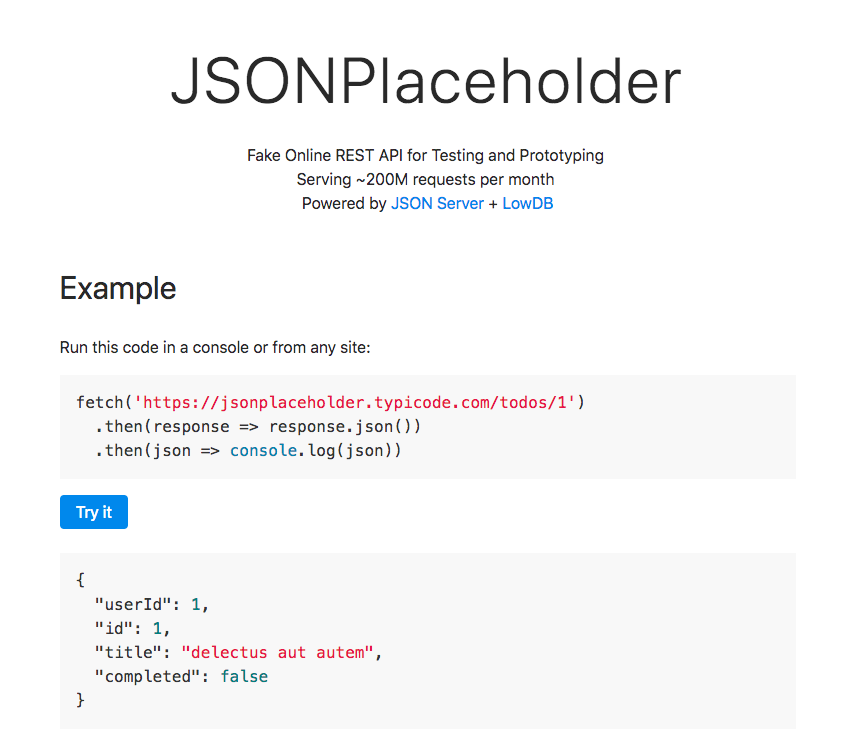 JSONPlaceholder
Fake Online REST API for Testing and Prototyping
Serving ~200M requests per month
Powered by JSON Server + LowDB
Example
Run this code in a console or from any site:
fetch('https://jsonplaceholder.typicode.com/todos/1')
  .then(response => response.json())
  .then(json => console.log(json))
Try it
{
  "userId": 1,
  "id": 1,
  "title": "delectus aut autem",
  "completed": false
}